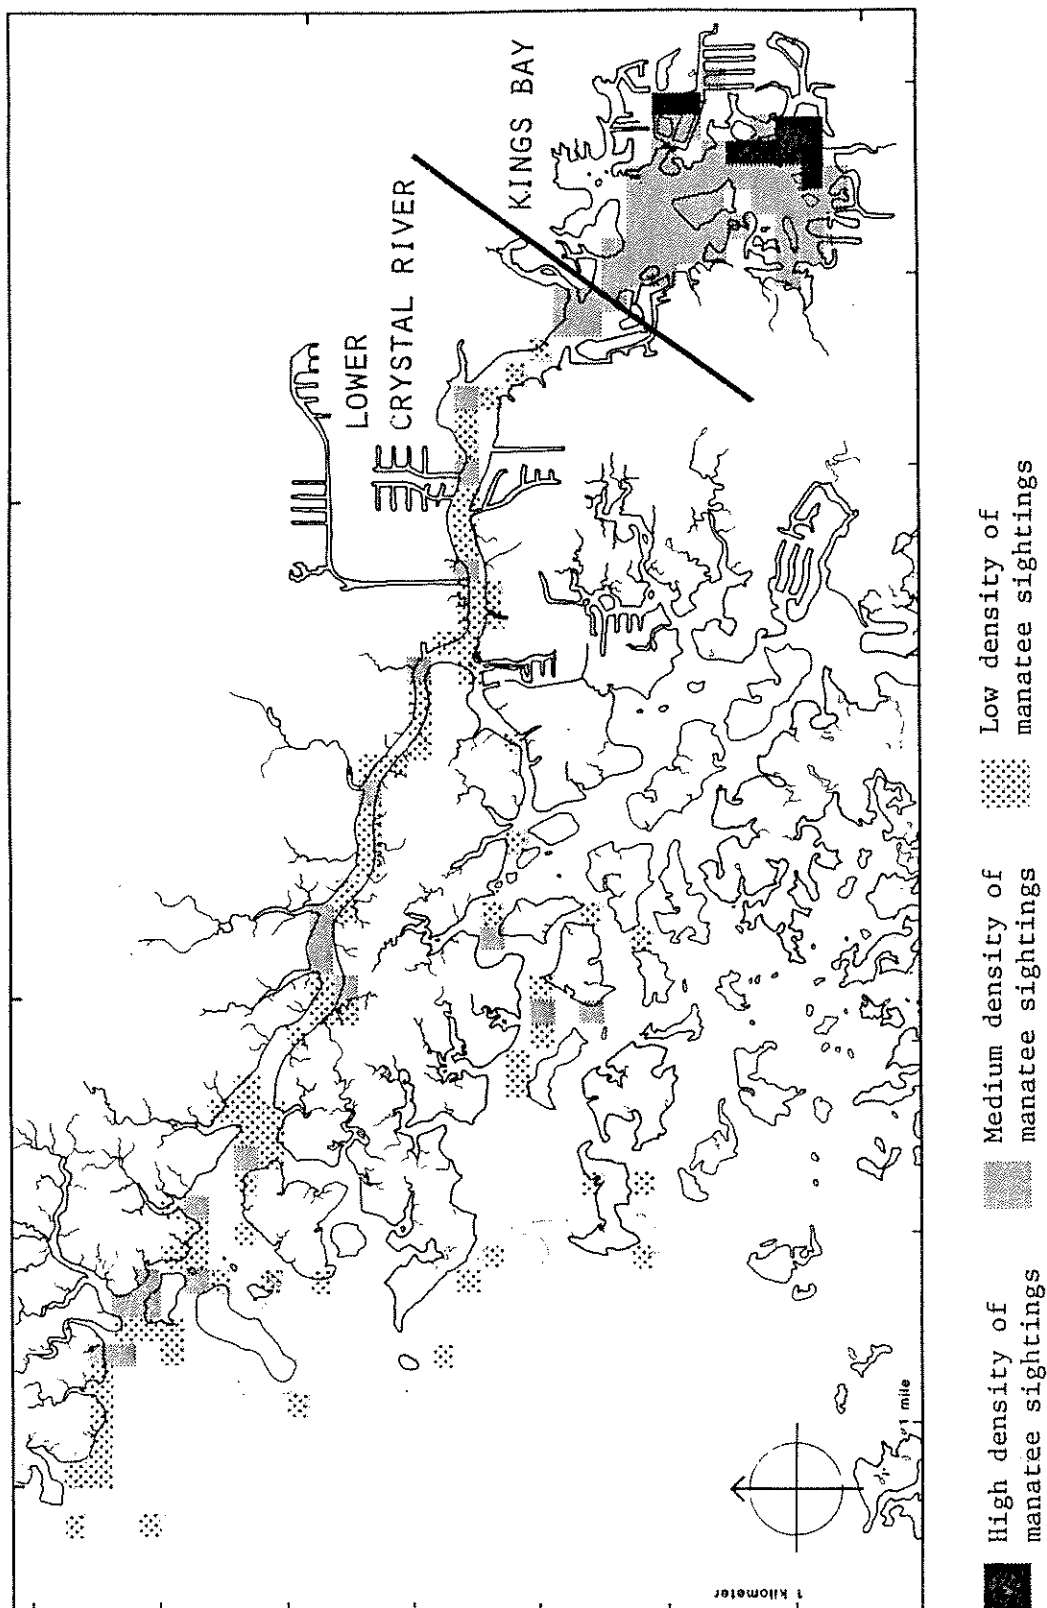 KINGS BAY
LOWER
CRYSTAL RIVER
1 mile
1 kilometer
High density of
manatee sightings
Medium density of
manatee sightings
Low density of
manatee sightings